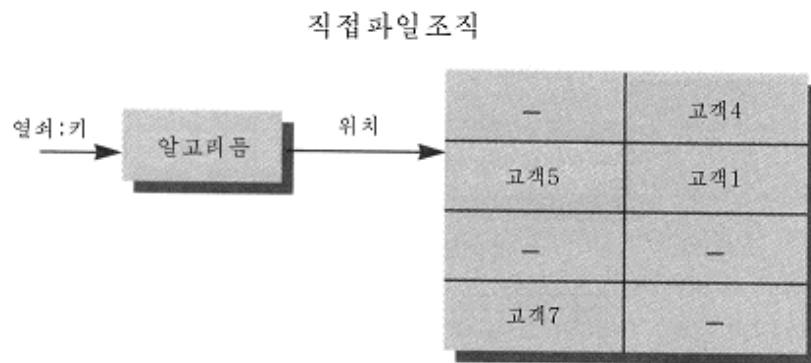 직접파일조직
열쇠:키
알고리듬
위치
— 고객4
고객5 고객1
— —
고객7 —